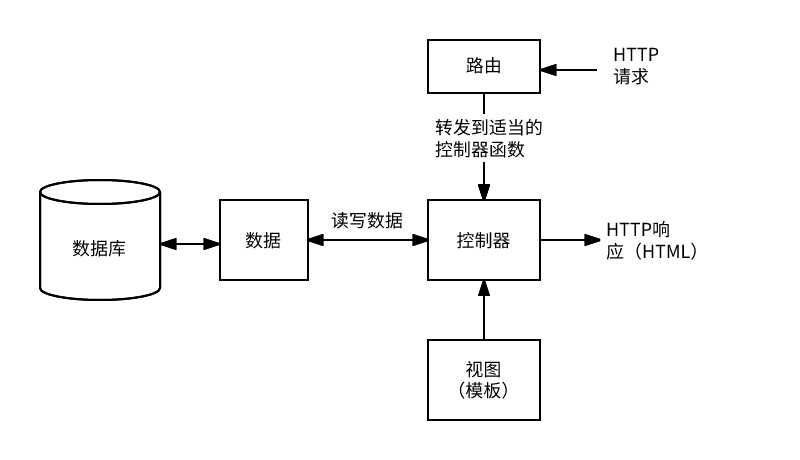 路由
HTTP
请求
转发到适当的
控制器函数
数据库
数据
读写数据
控制器
HTTP响
应（HTML）
视图
（模板）